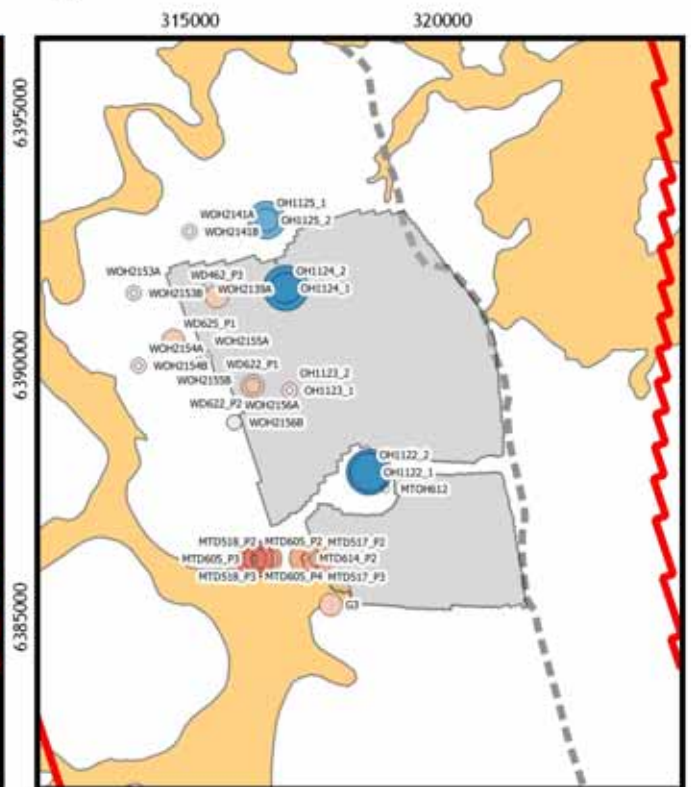 315000 320000
6395000
6390000
6385000
OH1125_1
WOH2141A OH1125_2
WOH2141B
WOH2153A WD462_P3 OH1124_2
WOH2153B WOH2139A OH1124_1
WD625_P1
WOH2154A WOH2155A
WOH2154B WD622_P1 OH1123_2
WOH2155B OH1123_1
WD622_P2 WOH2156A
WOH2156B
OH1122_2
OH1122_1
MTOH612
MTD518_P2 MTD605_P2 MTD517_P2
MTD605_P3 MTD614_P2
MTD518_P3 MTD605_P4 MTD517_P3
G3